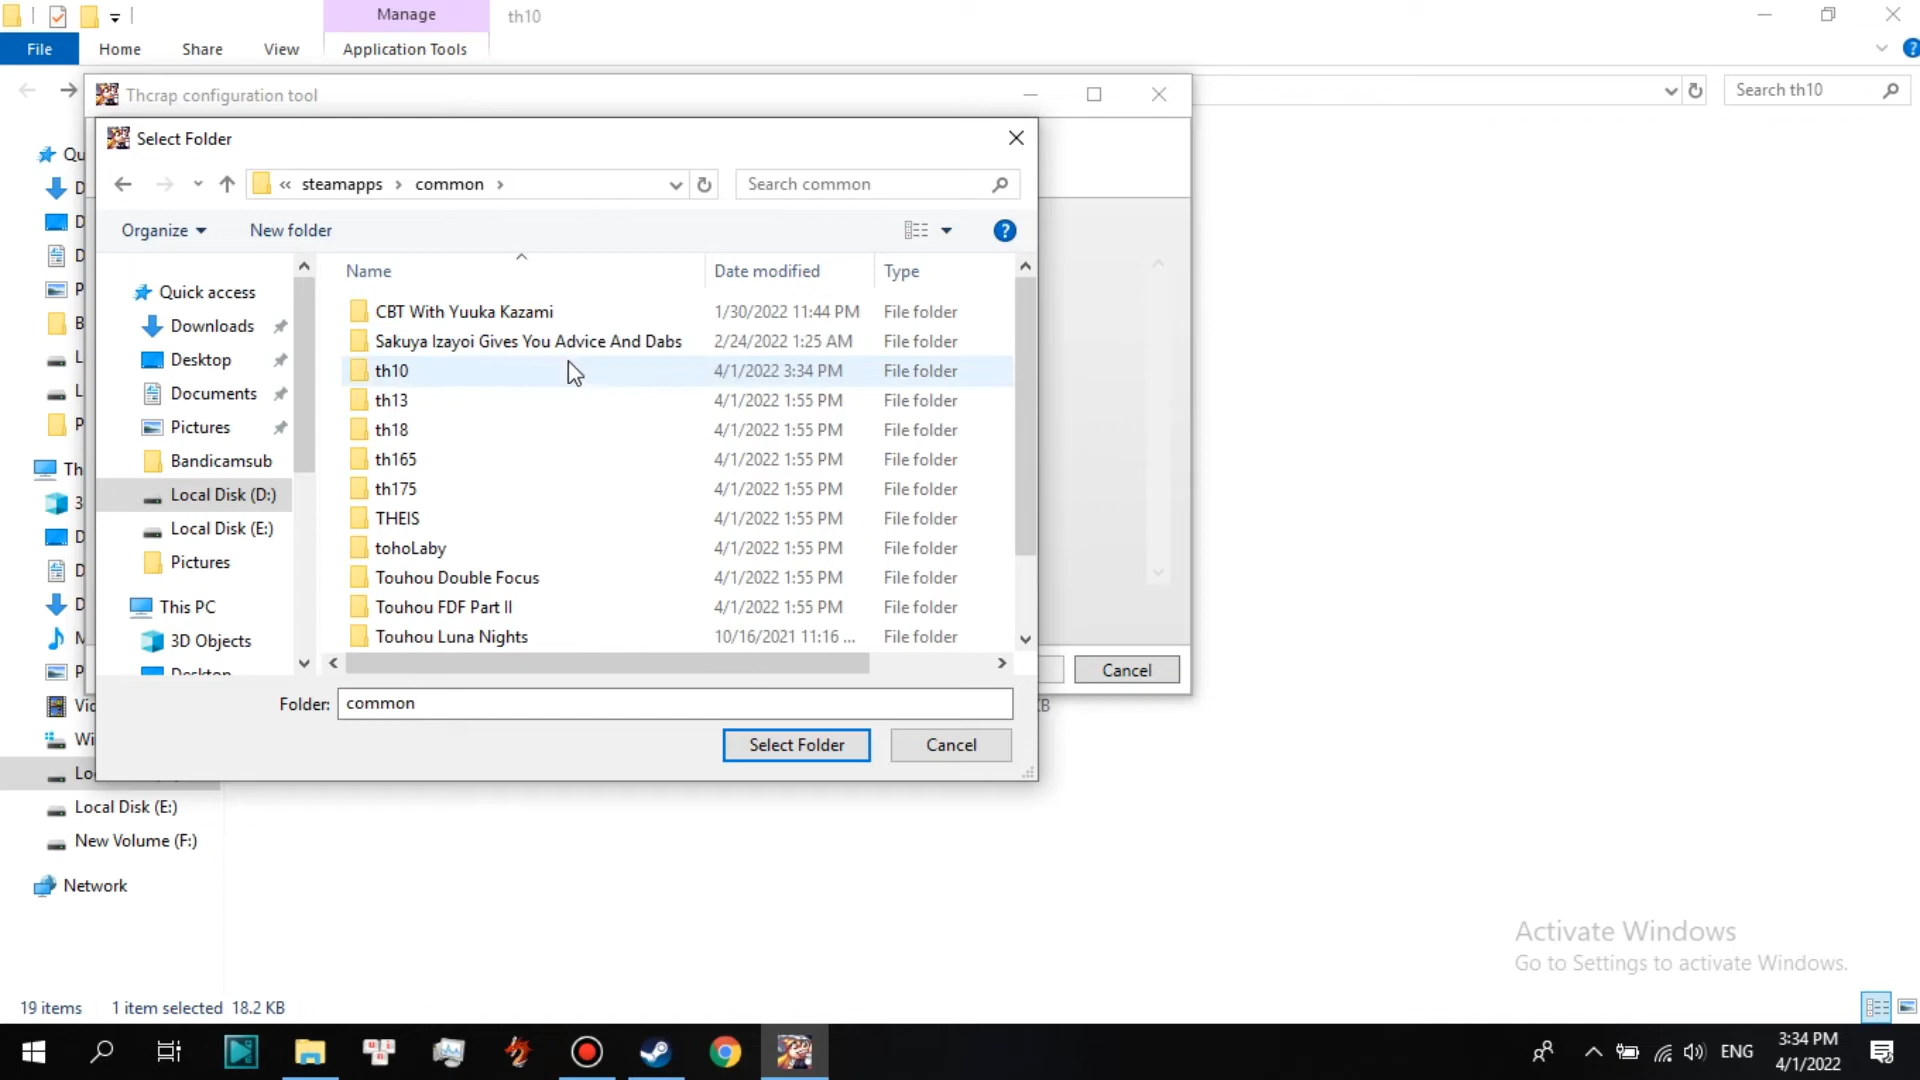 Manage
th10
File
Home
Share
View
Application Tools
Search th10
Thcrap configuration tool
Select Folder
« steamapps › common ›
Search common
Organize
New folder
Name
Date modified
Type
Quick access
Downloads
Desktop
Documents
Pictures
Bandicamsub
Local Disk (D:)
Local Disk (E:)
Pictures
This PC
3D Objects
Desktop
CBT With Yuuka Kazami 1/30/2022 11:44 PM File folder
Sakuya Izayoi Gives You Advice And Dabs 2/24/2022 1:25 AM File folder
th10 4/1/2022 3:34 PM File folder
th13 4/1/2022 1:55 PM File folder
th18 4/1/2022 1:55 PM File folder
th165 4/1/2022 1:55 PM File folder
th175 4/1/2022 1:55 PM File folder
THEIS 4/1/2022 1:55 PM File folder
tohoLaby 4/1/2022 1:55 PM File folder
Touhou Double Focus 4/1/2022 1:55 PM File folder
Touhou FDF Part II 4/1/2022 1:55 PM File folder
Touhou Luna Nights 10/16/2021 11:16 ... File folder
Folder: common
Select Folder
Cancel
Cancel
KB
Qu
D
D
D
P
B
L
L
P
Th
3
D
D
D
M
P
Vic
Wi
Loc
Local Disk (E:)
New Volume (F:)
Network
Activate Windows
Go to Settings to activate Windows.
19 items
1 item selected 18.2 KB
ENG
3:34 PM
4/1/2022